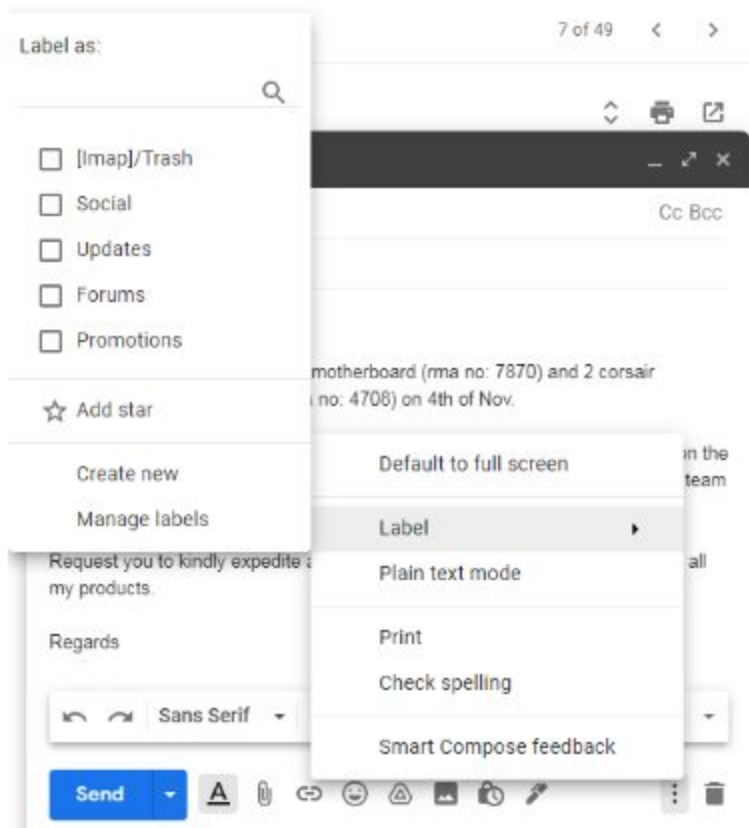 Label as:
7 of 49
[Imap]/Trash
Social
Updates
Forums
Promotions
Add star
Create new
Manage labels
Cc Bcc
motherboard (rma no: 7870) and 2 corsair
no: 4708) on 4th of Nov.
on the
team
Request you to kindly expedite all
my products.
Regards
Default to full screen
Label
Plain text mode
Print
Check spelling
Smart Compose feedback
Sans Serif
Send
A